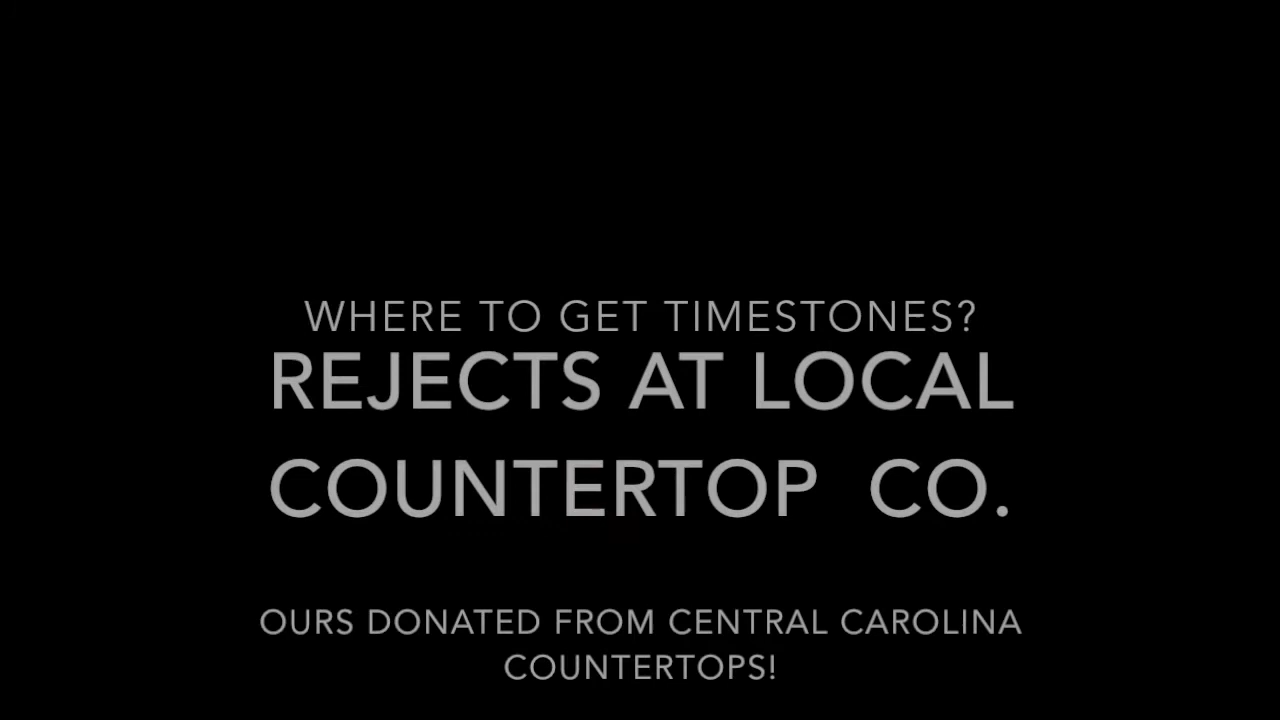 WHERE TO GET TIMESTONES?
REJECTS AT LOCAL
COUNTERTOP CO.
OURS DONATED FROM CENTRAL CAROLINA
COUNTERTOPS!